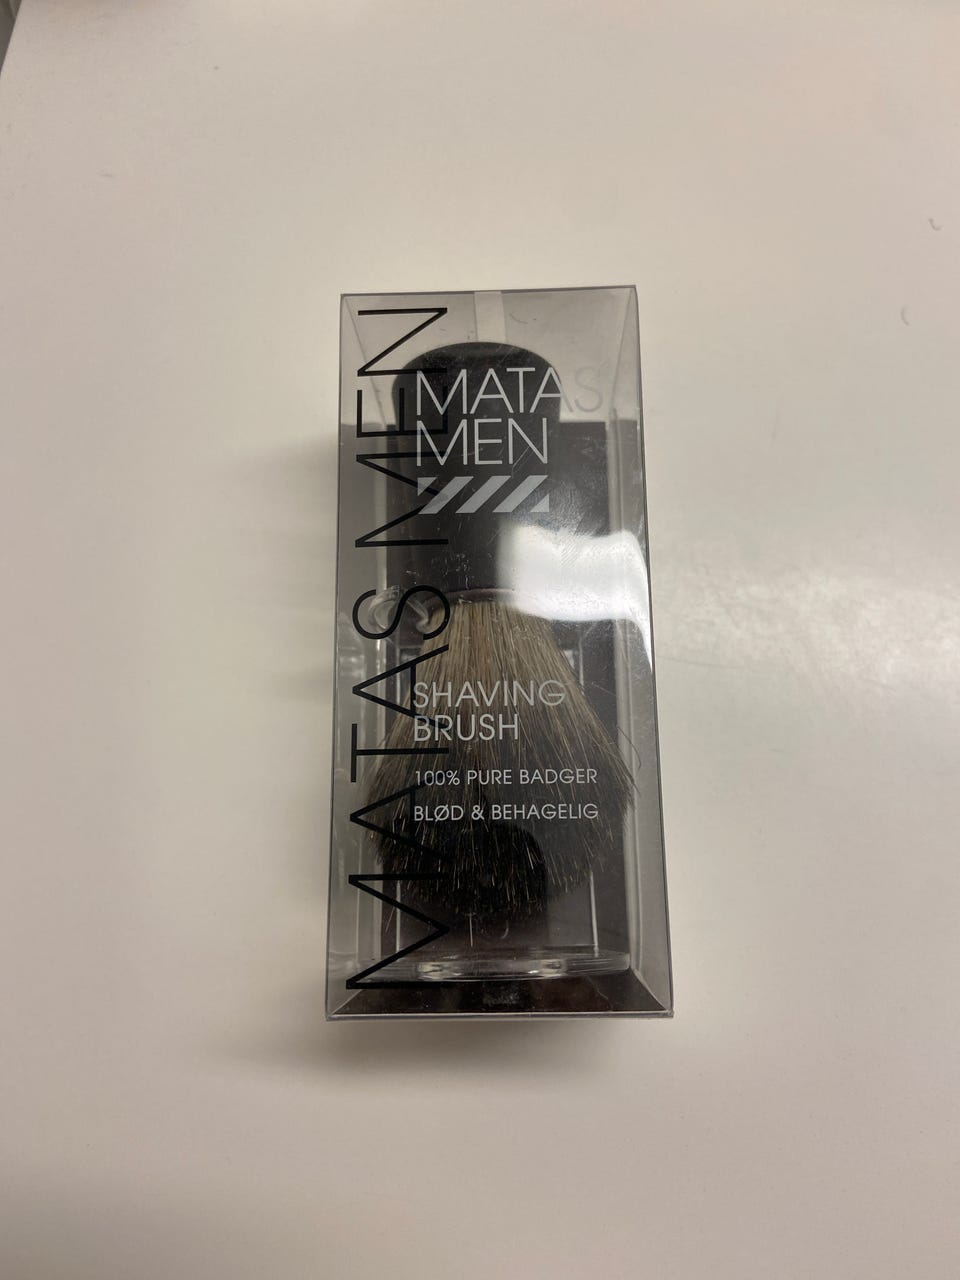 MATAS MEN
MATAS
MEN
SHAVING
BRUSH
100% PURE BADGER
BLØD & BEHAGELIG